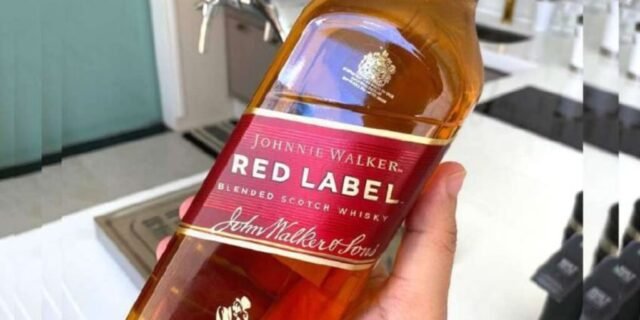 JOHNNIE WALKER
RED LABEL
BLENDED SCOTCH WHISKY
John Walker & Sons